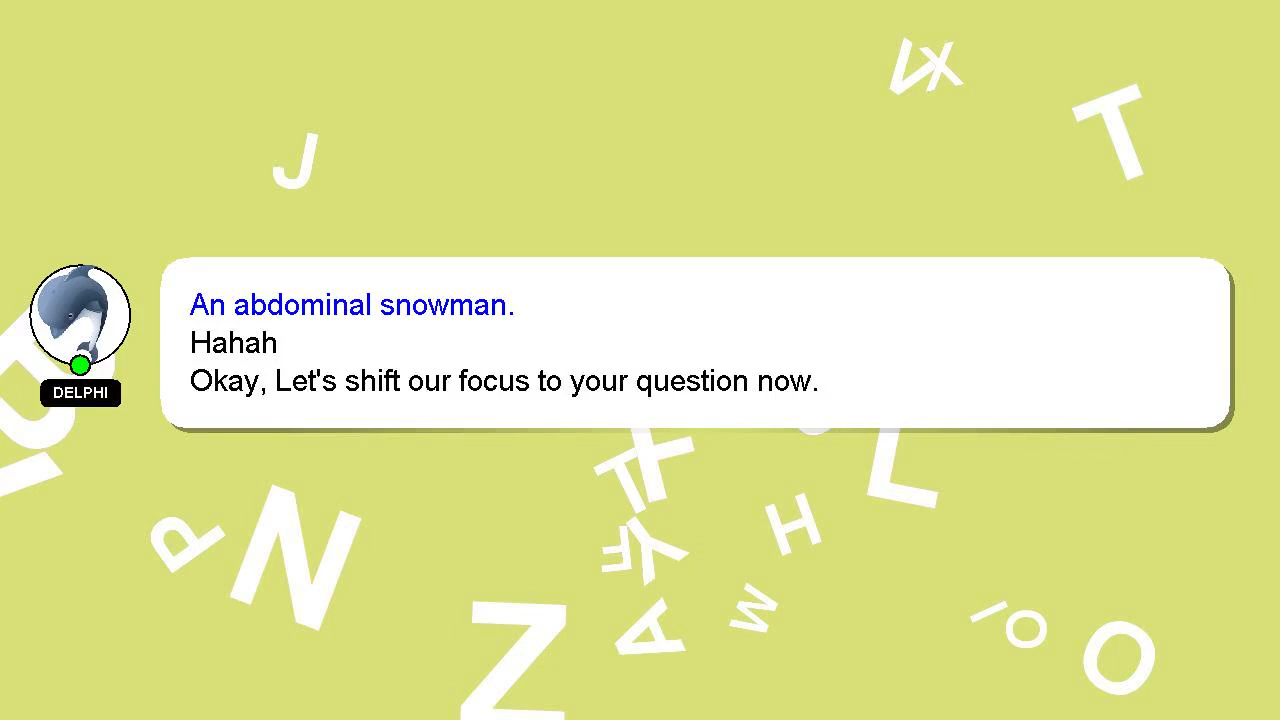 V
X
T
J
An abdominal snowman.
Hahah
Okay, Let's shift our focus to your question now.
DELPHI
T
L
P
N
H
F
Y
Z
A
W
I
O
O